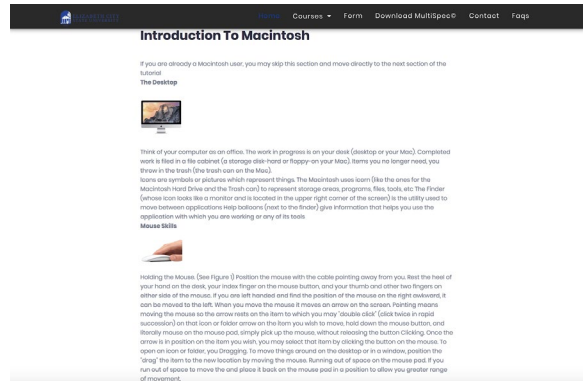 Home Courses Form Download MultiSpec© Contact Faqs
Introduction To Macintosh
If you are already a Macintosh user, you may skip this section and move directly to the next section of the
tutorial
The Desktop
Think of your computer as an office. The work in progress is on your desk (desktop or your Mac). Completed
work is filed in a file cabinet (a storage disk-hard or floppy-on your Mac). Items you no longer need, you
throw in the trash (the trash can on the Mac).
Icons are symbols or pictures which represent things. The Macintosh uses icom (like the ones for the
Macintosh Hard Drive and the Trash can) to represent storage areas, programs, files, tools, etc The Finder
(whose icon looks like a monitor and is located in the upper right corner of the screen) is the utility used to
move between applications Help balloons (next to the finder) give information that helps you use the
application with which you are working or any of its tools
Mouse Skills
Holding the Mouse. (See Figure 1) Position the mouse with the cable pointing away from you. Rest the heel of
your hand on the desk, your index finger on the mouse button, and your thumb and other two fingers on
either side of the mouse. If you are left handed and find the position of the mouse on the right awkward, it
can be moved to the left. When you move the mouse it moves an arrow on the screen. Pointing means
moving the mouse so the arrow rests on the item to which you may "double click" (click twice in rapid
succession) on that icon or folder arrow on the item you wish to move, hold down the mouse button, and
literally mouse on the mouse pad, simply pick up the mouse, without releasing the button Clicking. Once the
arrow is in position on the item you wish, you may select that item by clicking the button on the mouse. To
open an icon or folder, you Dragging. To move things around on the desktop or in a window, position the
"drag" the item to the new location by moving the mouse. Running out of space on the mouse pad. If you
run out of space to move the and place it back on the mouse pad in a position to allow you greater range
of movement.